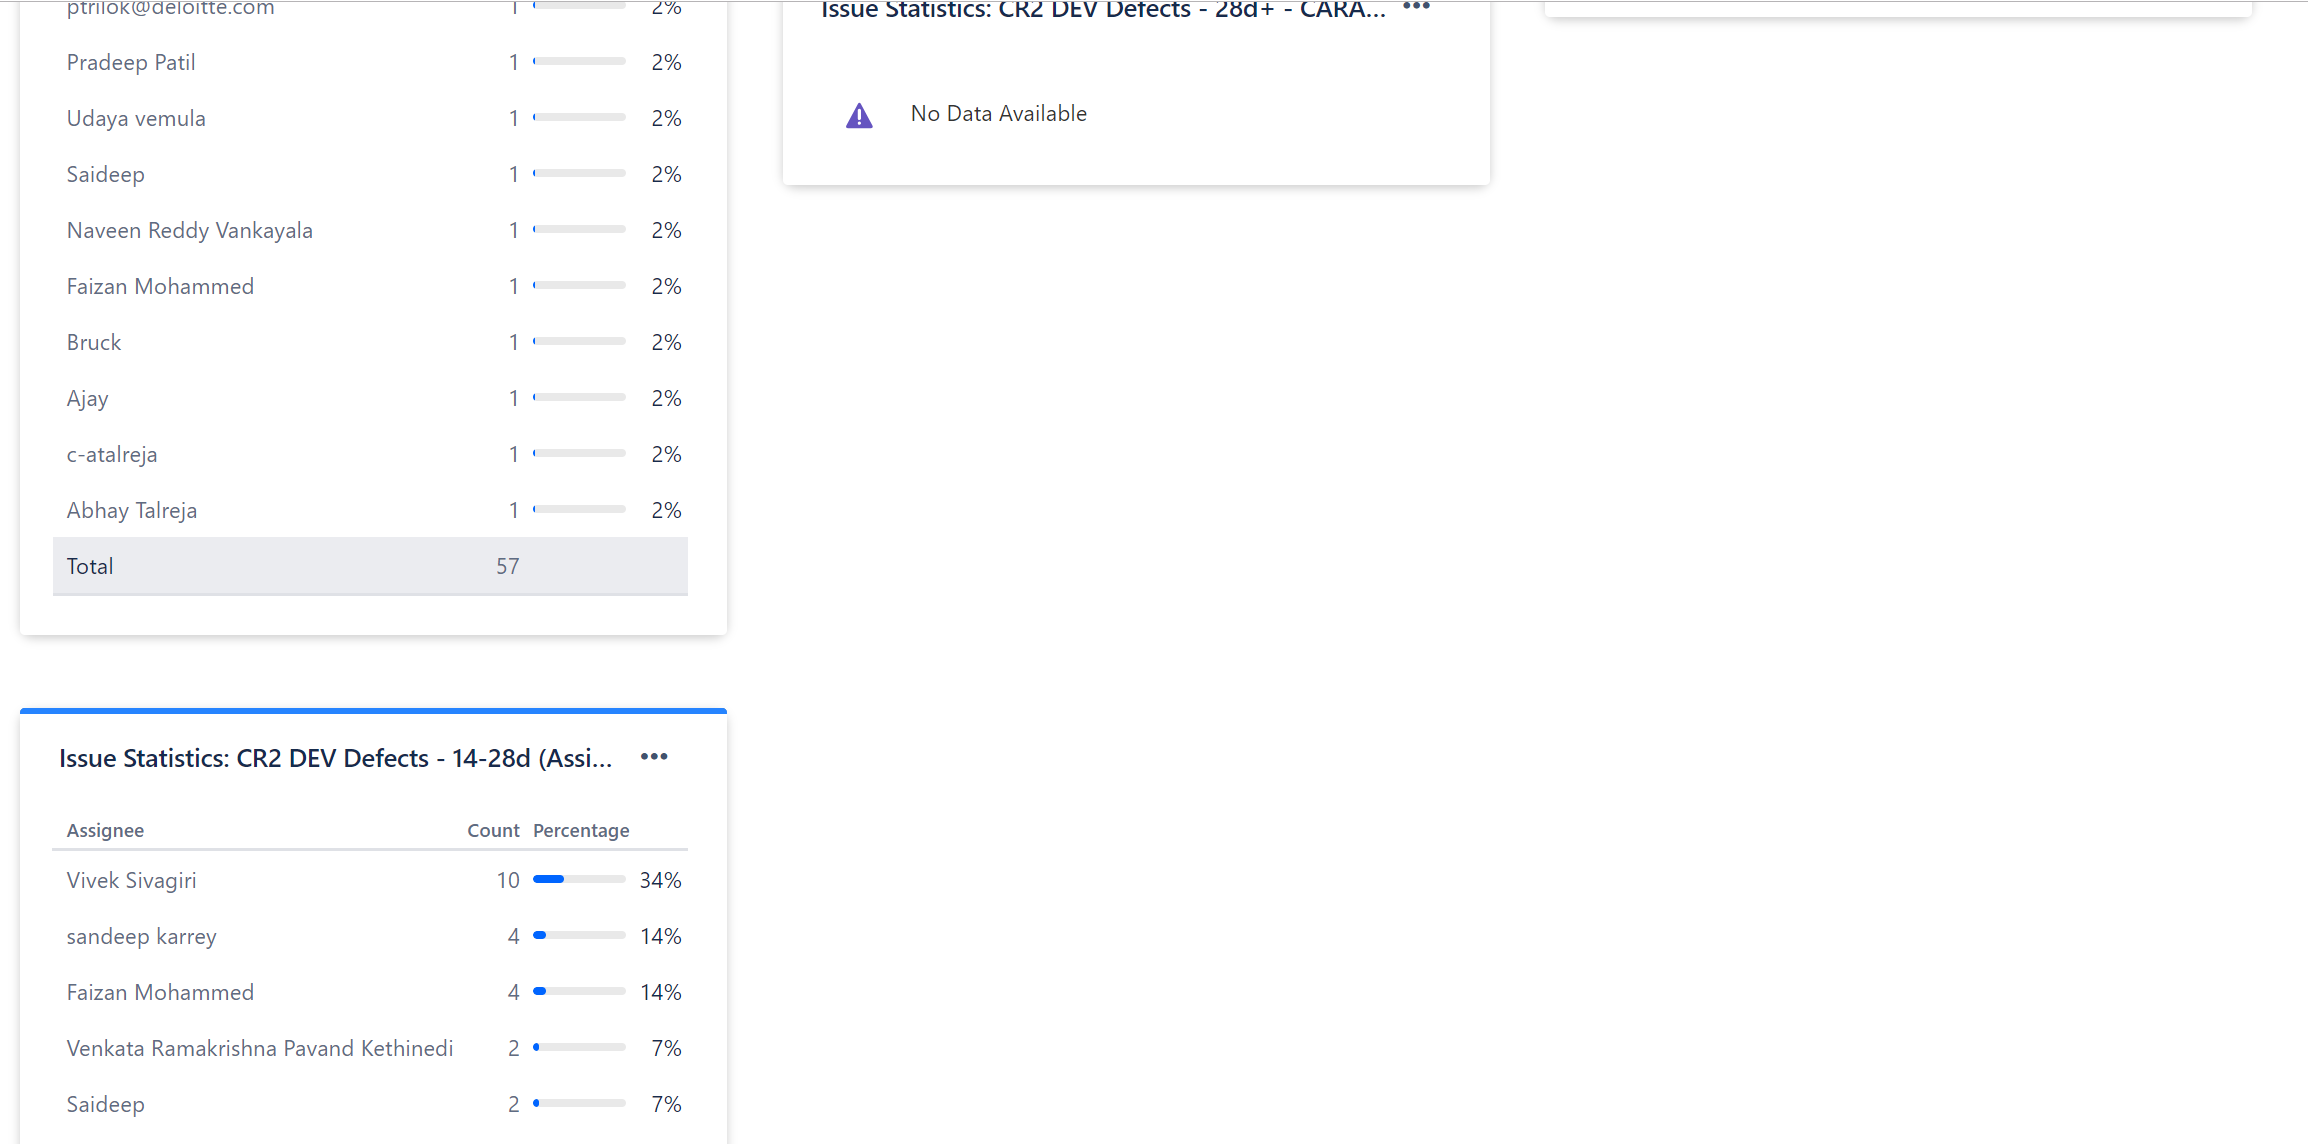 ptrilok@deloitte.com 1 2%
Pradeep Patil 1 2%
Udaya vemula 1 2%
Saideep 1 2%
Naveen Reddy Vankayala 1 2%
Faizan Mohammed 1 2%
Bruck 1 2%
Ajay 1 2%
c-atalreja 1 2%
Abhay Talreja 1 2%
Total 57
Issue Statistics: CR2 DEV Defects - 14-28d (Assi...
Assignee Count Percentage
Vivek Sivagiri 10 34%
sandeep karrey 4 14%
Faizan Mohammed 4 14%
Venkata Ramakrishna Pavand Kethinedi 2 7%
Saideep 2 7%
Issue Statistics: CR2 DEV Defects - 28d+ - CARA...
No Data Available